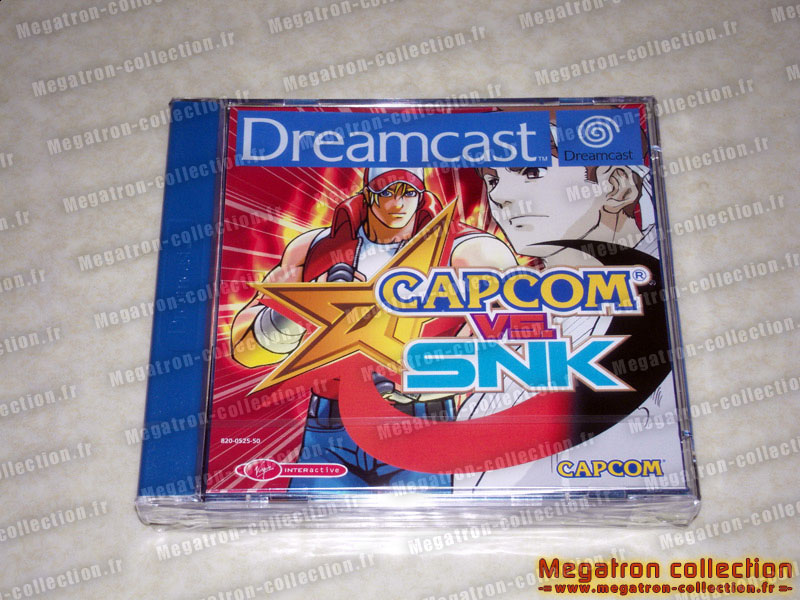 Megatron-collection.fr
Dreamcast™
Dreamcast
CAPCOM®
VS.
SNK
820-0525-50
Virgin INTERactive
CAPCOM
Megatron collection
www.megatron-collection.fr